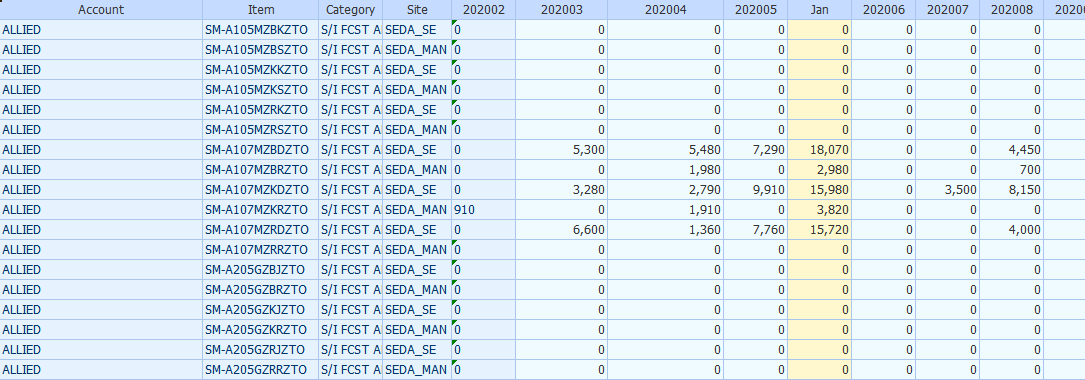 Account Item Category Site 202002 202003 202004 202005 Jan 202006 202007 202008 2020
ALLIED SM-A105MZBKZTO S/I FCST A SEDA_SE 0 0 0 0 0 0 0 0
ALLIED SM-A105MZBSZTO S/I FCST A SEDA_MAN 0 0 0 0 0 0 0 0
ALLIED SM-A105MZKKZTO S/I FCST A SEDA_SE 0 0 0 0 0 0 0 0
ALLIED SM-A105MZKSZTO S/I FCST A SEDA_MAN 0 0 0 0 0 0 0 0
ALLIED SM-A105MZRKZTO S/I FCST A SEDA_SE 0 0 0 0 0 0 0 0
ALLIED SM-A105MZRSZTO S/I FCST A SEDA_MAN 0 0 0 0 0 0 0 0
ALLIED SM-A107MZBDZTO S/I FCST A SEDA_SE 0 5,300 5,480 7,290 18,070 0 0 4,450
ALLIED SM-A107MZBRZTO S/I FCST A SEDA_MAN 0 0 1,980 0 2,980 0 0 700
ALLIED SM-A107MZKDZTO S/I FCST A SEDA_SE 0 3,280 2,790 9,910 15,980 0 3,500 8,150
ALLIED SM-A107MZKRZTO S/I FCST A SEDA_MAN 910 0 1,910 0 3,820 0 0 0
ALLIED SM-A107MZRDZTO S/I FCST A SEDA_SE 0 6,600 1,360 7,760 15,720 0 0 4,000
ALLIED SM-A107MZRRZTO S/I FCST A SEDA_MAN 0 0 0 0 0 0 0 0
ALLIED SM-A205GZBJZTO S/I FCST A SEDA_SE 0 0 0 0 0 0 0 0
ALLIED SM-A205GZBRZTO S/I FCST A SEDA_MAN 0 0 0 0 0 0 0 0
ALLIED SM-A205GZKJZTO S/I FCST A SEDA_SE 0 0 0 0 0 0 0 0
ALLIED SM-A205GZKRZTO S/I FCST A SEDA_MAN 0 0 0 0 0 0 0 0
ALLIED SM-A205GZRJZTO S/I FCST A SEDA_SE 0 0 0 0 0 0 0 0
ALLIED SM-A205GZRRZTO S/I FCST A SEDA_MAN 0 0 0 0 0 0 0 0